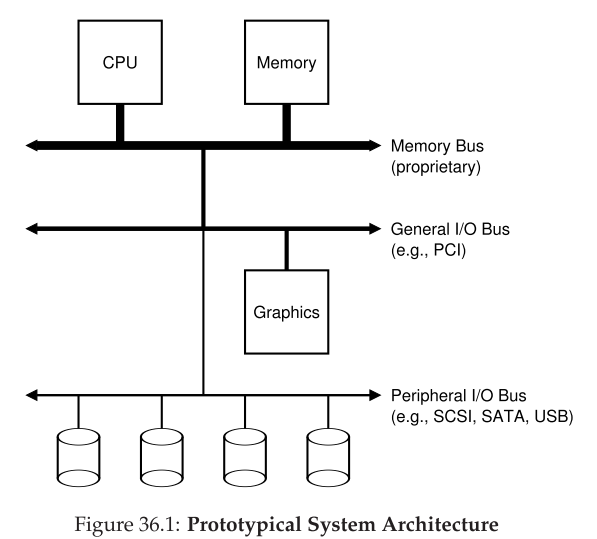 CPU
Memory
Memory Bus
(proprietary)
General I/O Bus
(e.g., PCI)
Graphics
Peripheral I/O Bus
(e.g., SCSI, SATA, USB)
Figure 36.1: Prototypical System Architecture